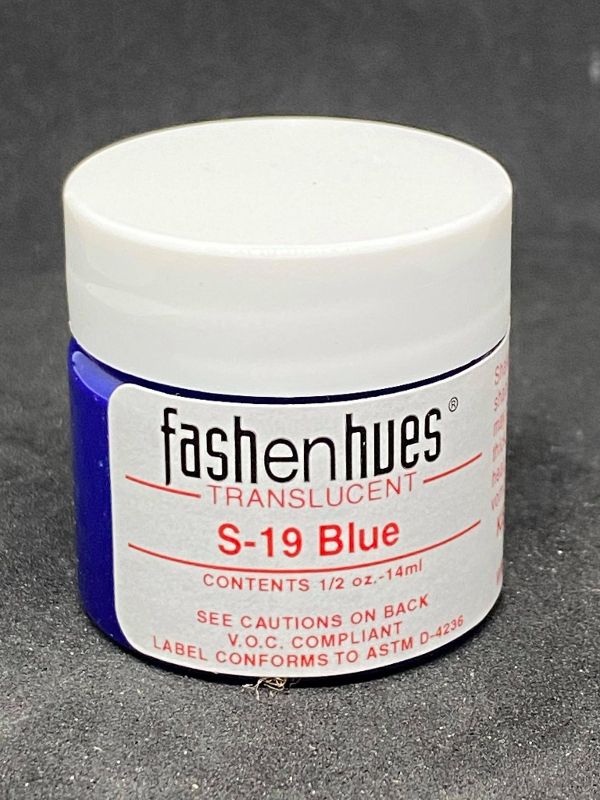 fashenhues®
TRANSLUCENT
S-19 Blue
CONTENTS 1/2 oz.-14ml
SEE CAUTIONS ON BACK
V.O.C. COMPLIANT
LABEL CONFORMS TO ASTM D-4236